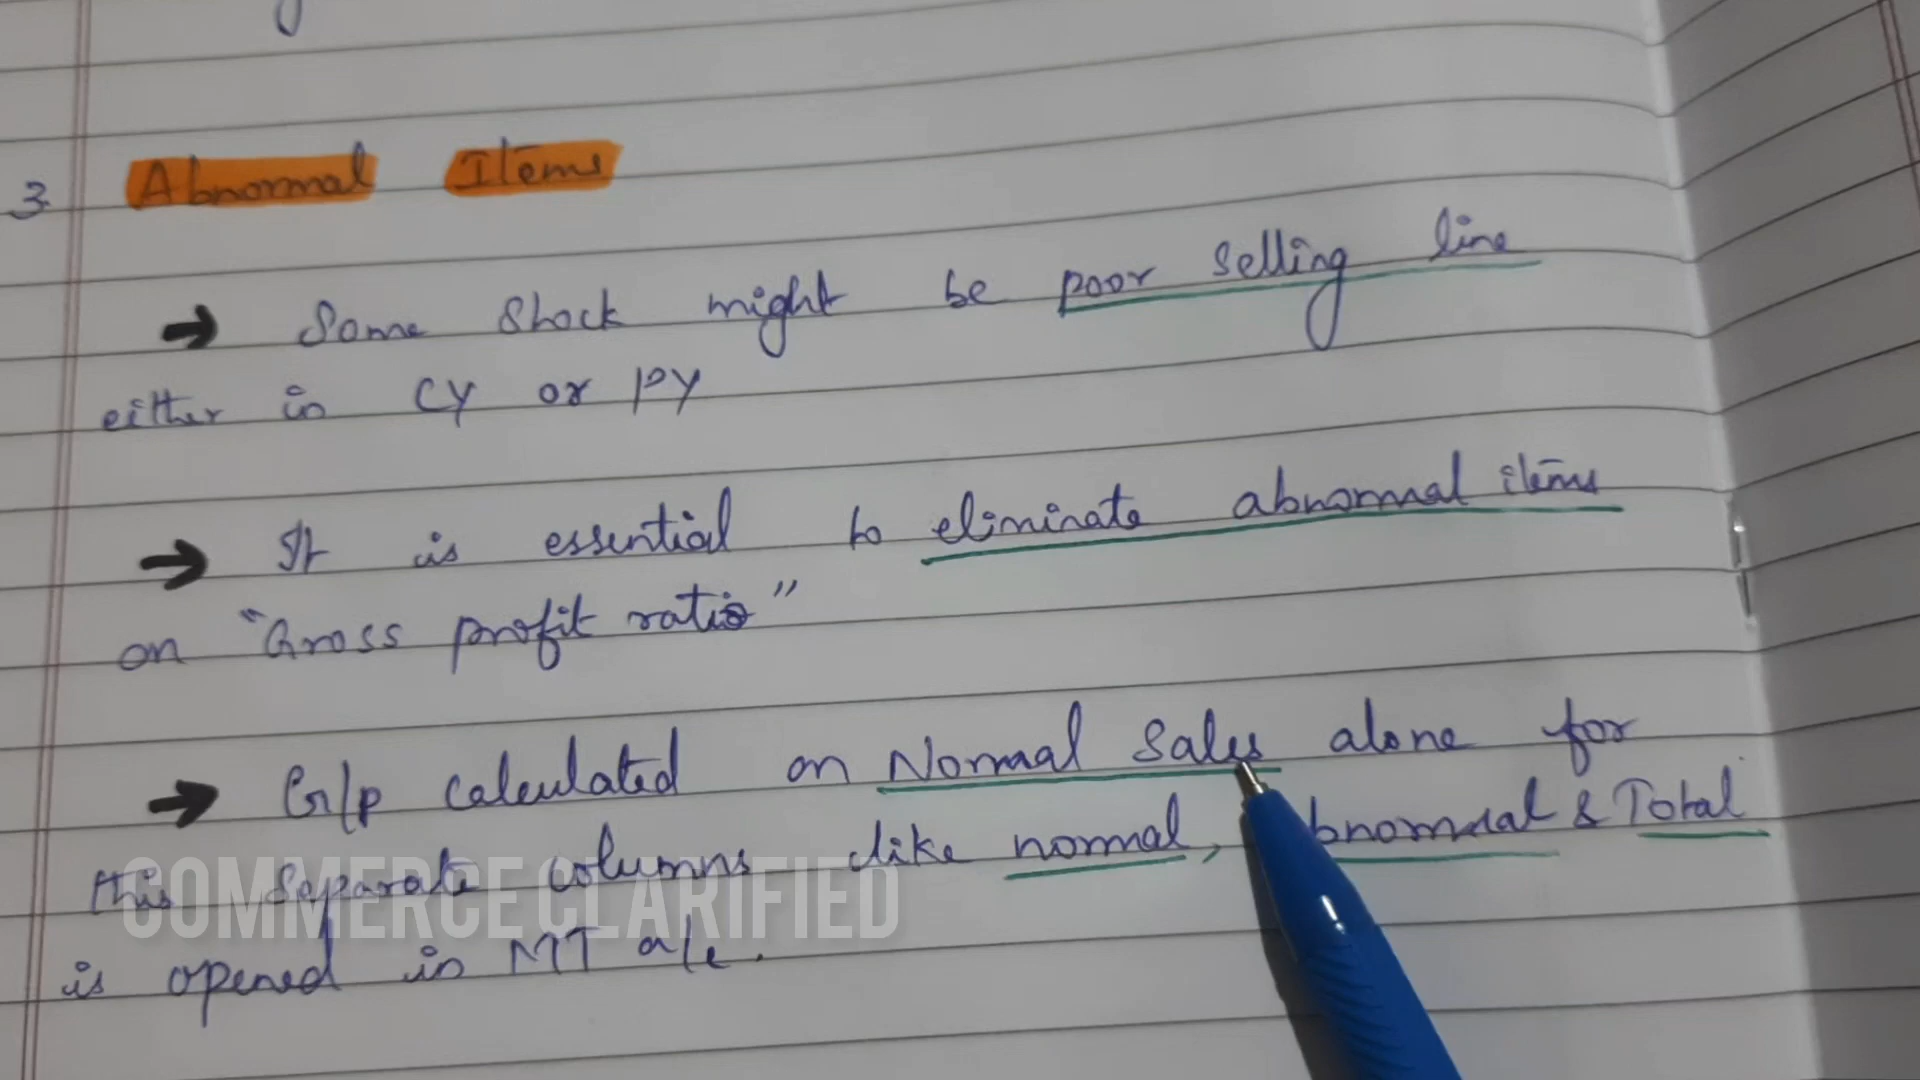 3 Abnormal Items
→ Some Stock might be poor selling line
either in CY or PY
→ It is essential to eliminate abnormal items
on "Gross profit ratio"
→ Gr/p calculated on Normal Sales alone for
this separate columns like normal, bnormal & Total
is opened in MT a/c.
COMMERCE CLARIFIED